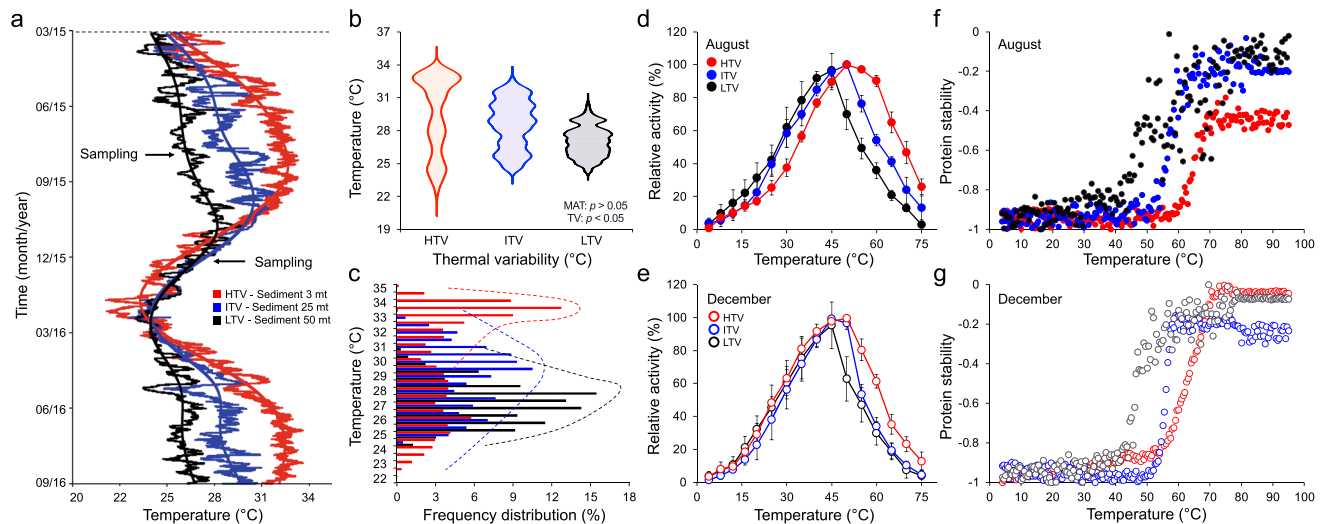 a
03/15
06/15
09/15
12/15
03/16
06/16
09/16
Time (month/year)
Sampling
Sampling
HTV - Sediment 3 mt
ITV - Sediment 25 mt
LTV - Sediment 50 mt
20 22 25 28 31 34
Temperature (°C)
b
37
34
31
28
25
22
19
Temperature (°C)
MAT: p > 0.05
TV: p < 0.05
HTV ITV LTV
Thermal variability (°C)
c
35
34
33
32
31
30
29
28
27
26
25
24
23
22
Temperature (°C)
0 3 6 9 12 15 18
Frequency distribution (%)
d
120
100
80
60
40
20
0
Relative activity (%)
August
HTV
ITV
LTV
0 15 30 45 60 75
Temperature (°C)
e
120
100
80
60
40
20
0
Relative activity (%)
December
HTV
ITV
LTV
0 15 30 45 60 75
Temperature (°C)
f
0
-0.2
-0.4
-0.6
-0.8
-1
Protein stability
August
0 10 20 30 40 50 60 70 80 90 100
Temperature (°C)
g
0
-0.2
-0.4
-0.6
-0.8
-1
Protein stability
December
0 10 20 30 40 50 60 70 80 90 100
Temperature (°C)